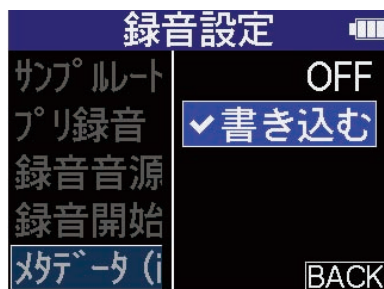 録音設定
サンプルレート
OFF
プリ録音
✔書き込む
録音音源
録音開始
メタデータ (i
BACK